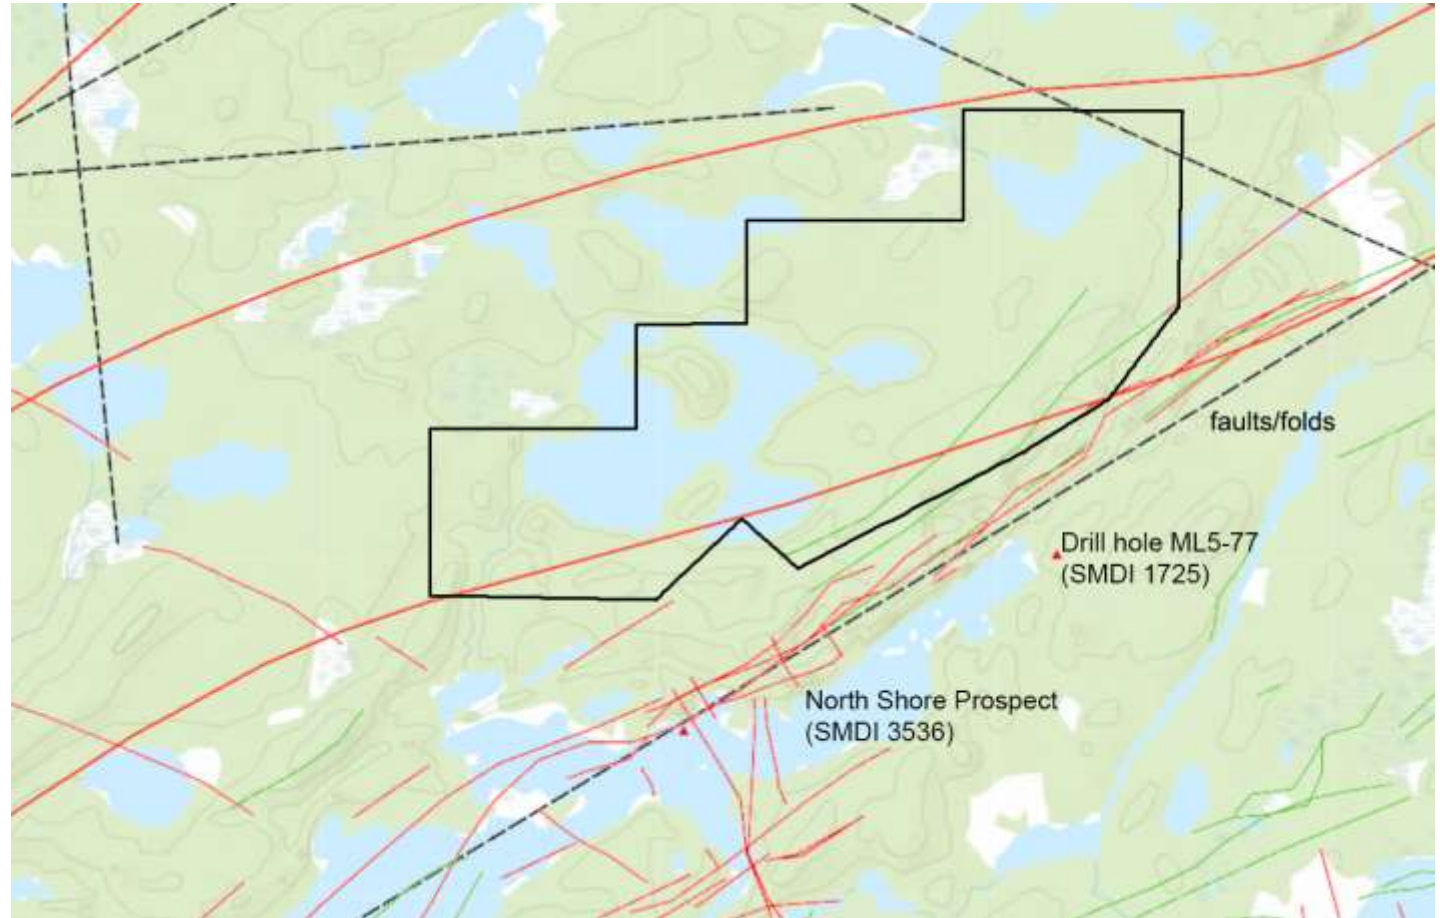 faults/folds
Drill hole ML5-77
(SMDI 1725)
North Shore Prospect
(SMDI 3536)